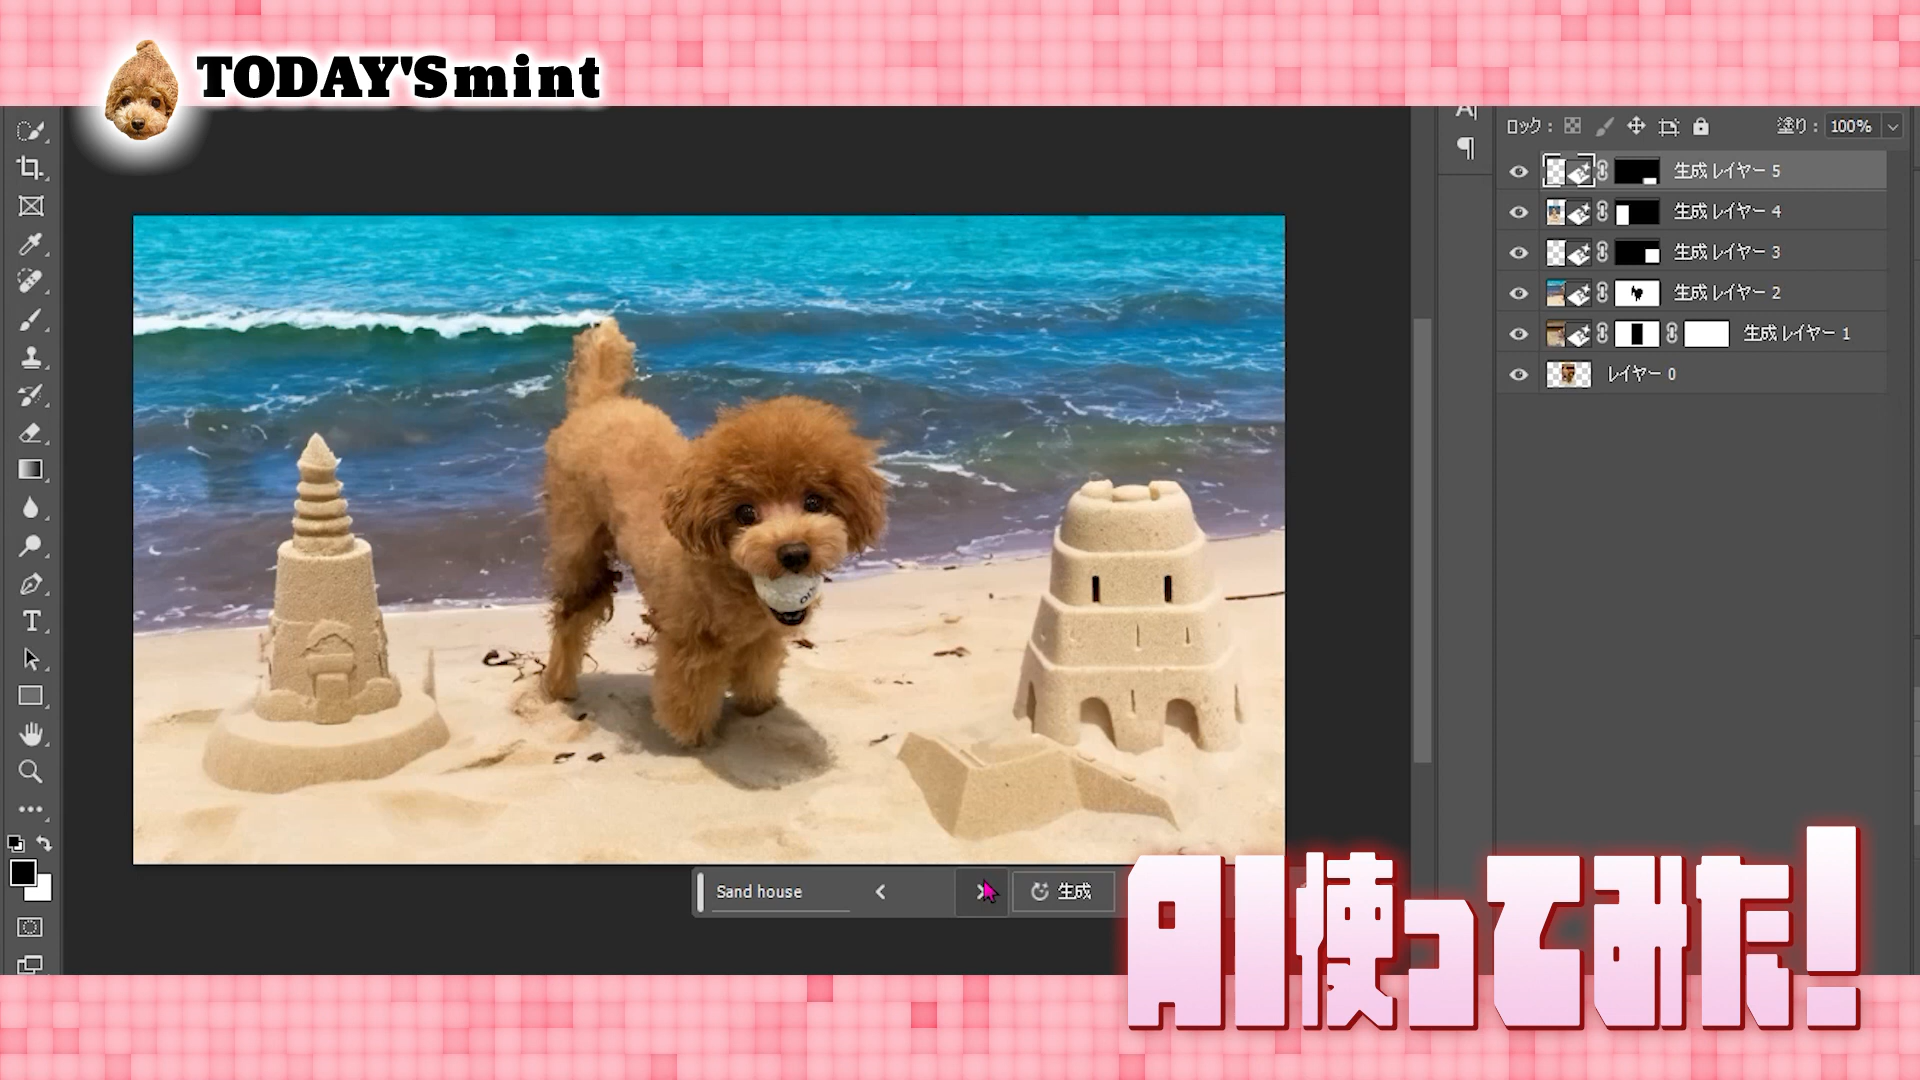 TODAY'S mint
ロック:
塗り: 100%
生成レイヤー 5
生成レイヤー 4
生成レイヤー 3
生成レイヤー 2
生成レイヤー 1
レイヤー 0
Sand house
生成
AI使ってみた!